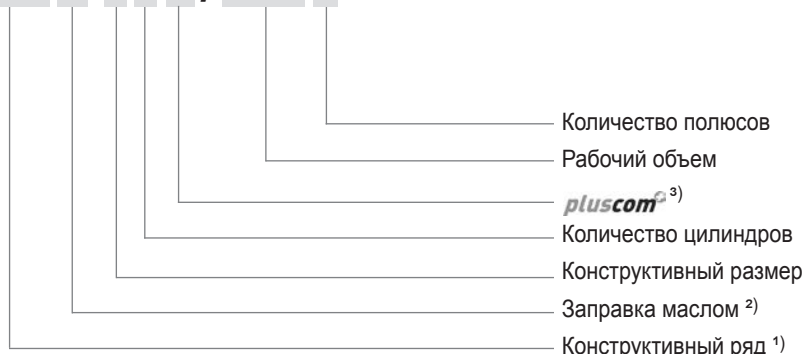 Количество полюсов
Рабочий объем
pluscom ³)
Количество цилиндров
Конструктивный размер
Заправка маслом ²)
Конструктивный ряд ¹)